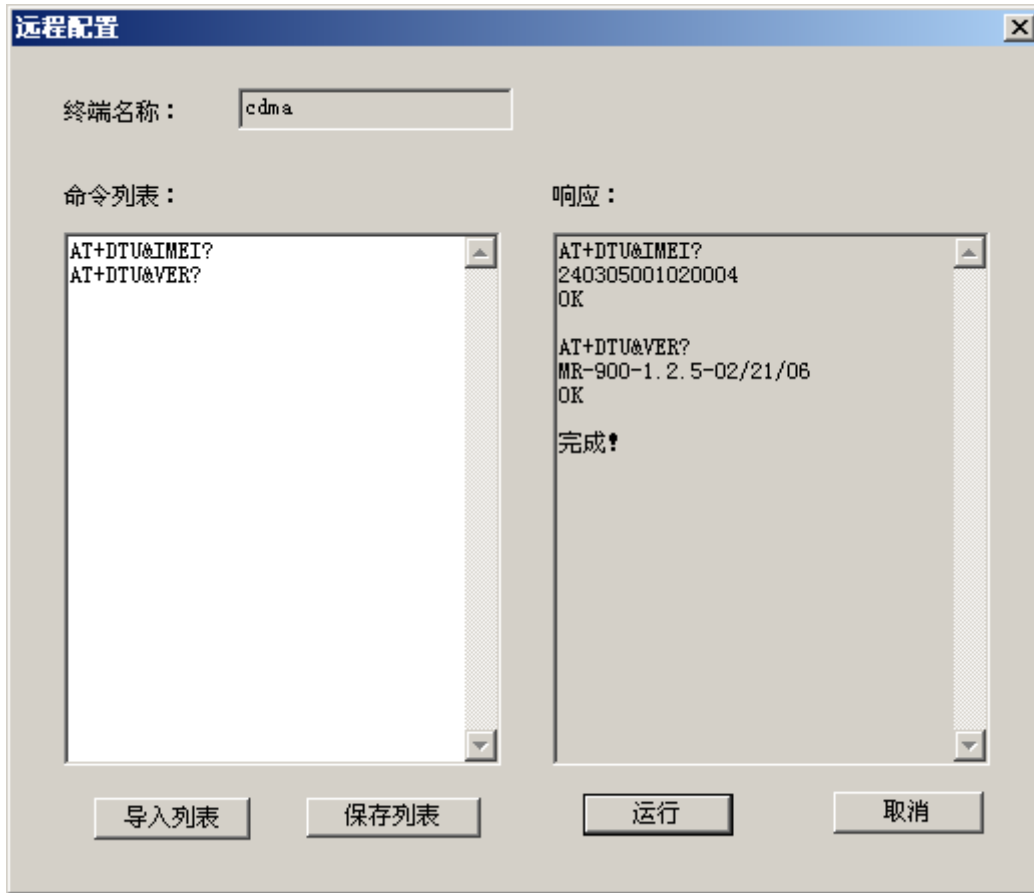 远程配置
终端名称：
cdma
命令列表：
AT+DTU&IMEI?
AT+DTU&VER?
响应：
AT+DTU&IMEI?
240305001020004
OK
AT+DTU&VER?
MR-900-1.2.5-02/21/06
OK
完成!
导入列表
保存列表
运行
取消